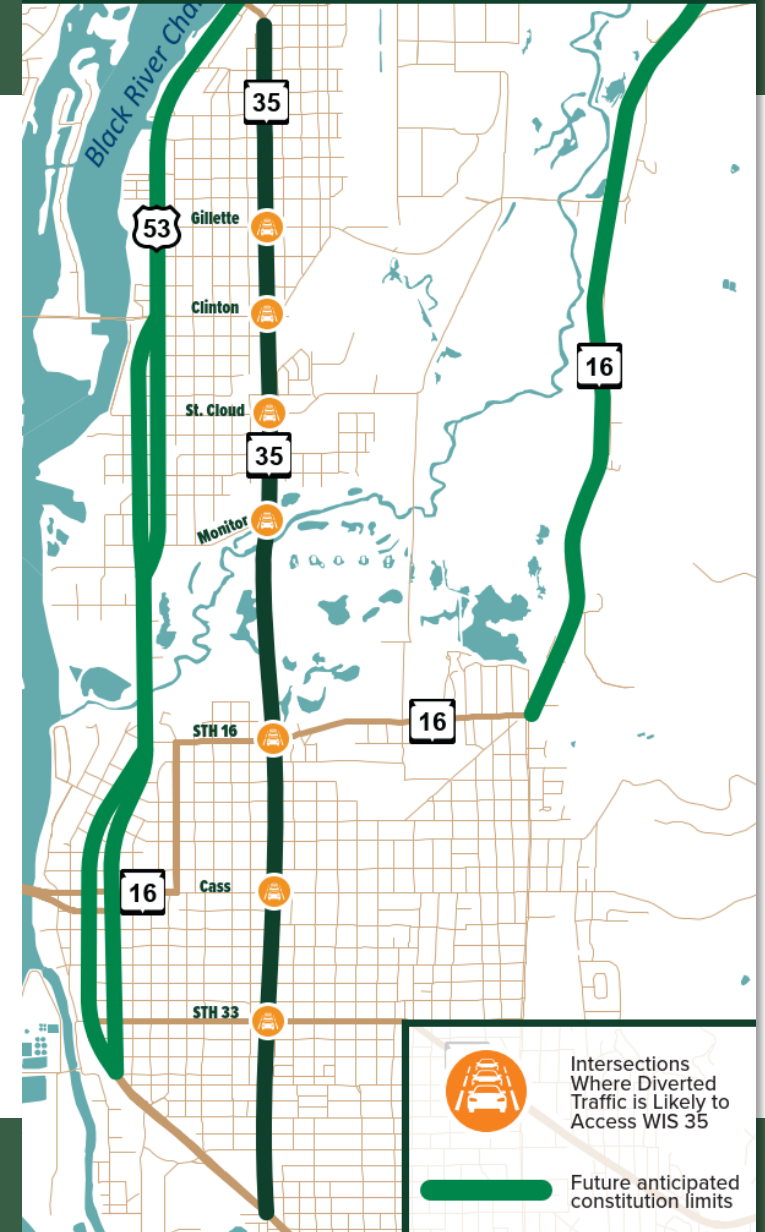 Black River Cha
35
53
Gillette
Clinton
16
St. Cloud
35
Monitor
STH 16
16
16
Cass
STH 33
Intersections
Where Diverted
Traffic is Likely to
Access WIS 35
Future anticipated
constitution limits